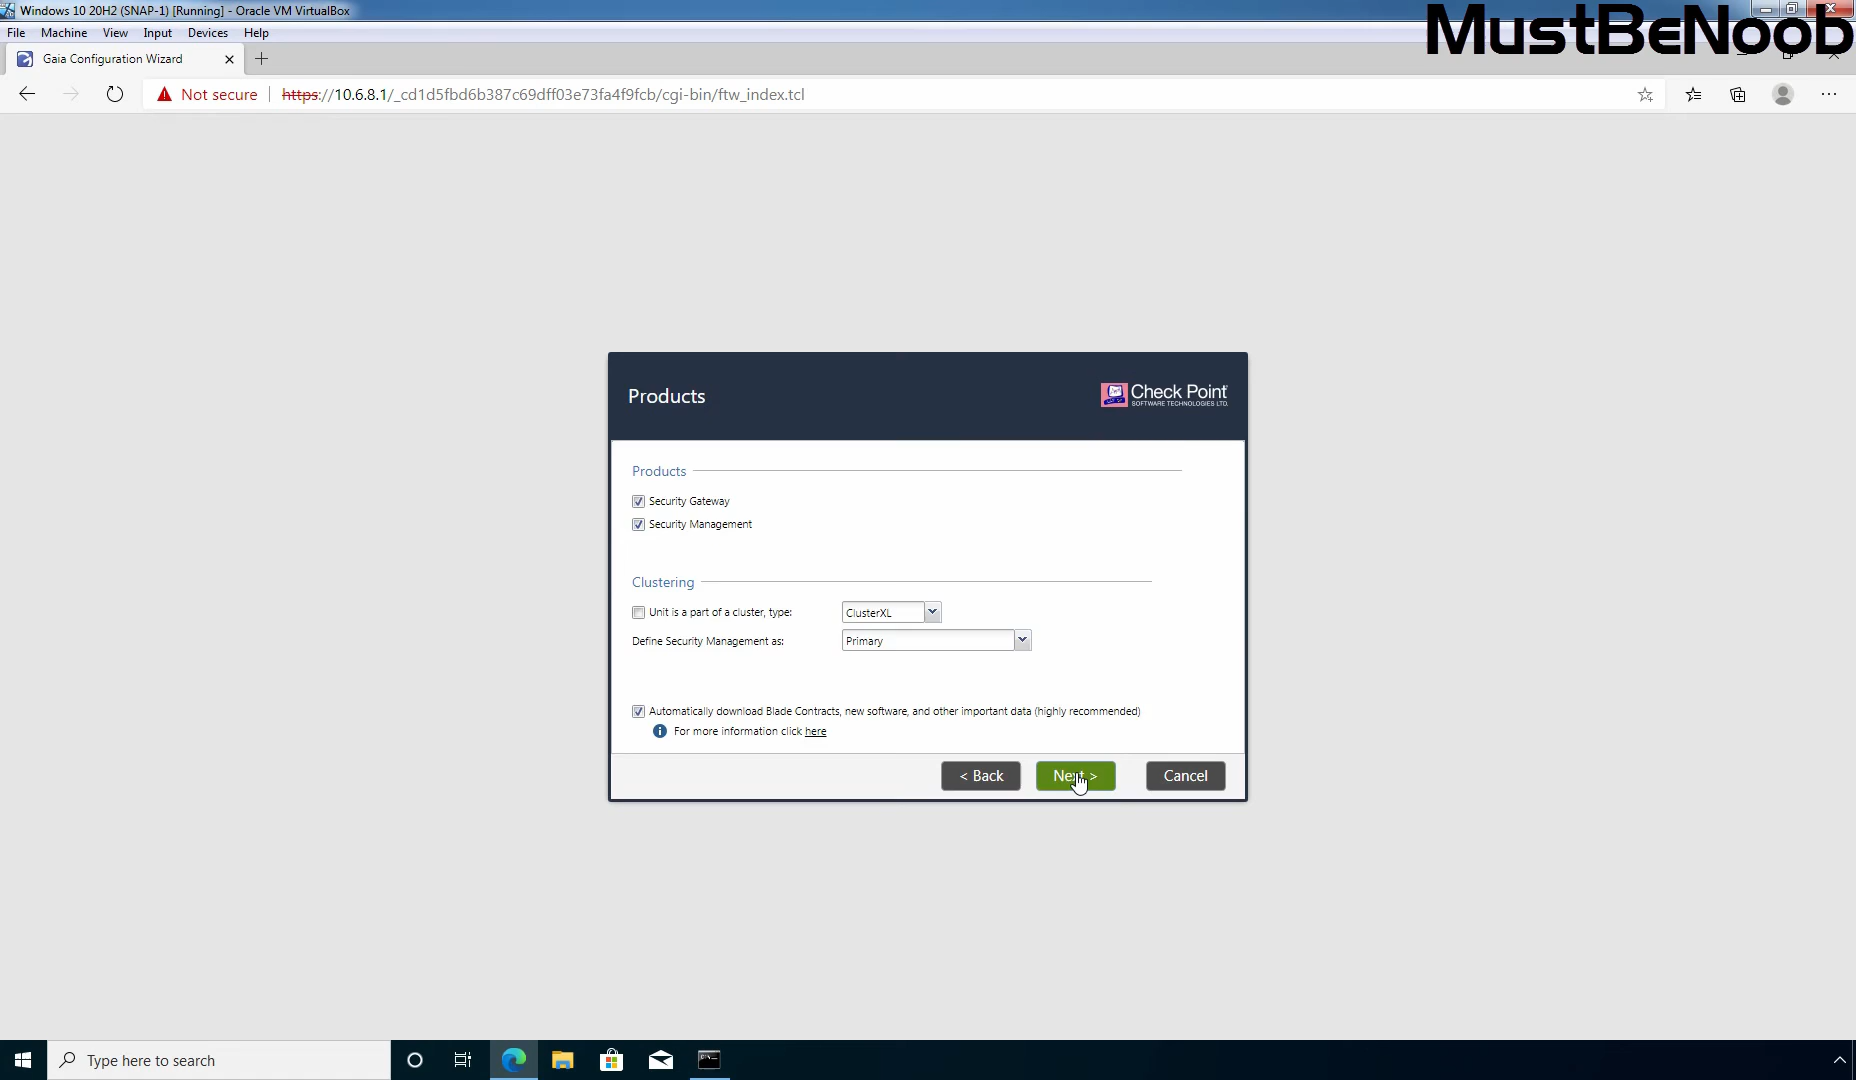 Windows 10 20H2 (SNAP-1) [Running] - Oracle VM VirtualBox
MustBeNoob
File Machine View Input Devices Help
Gaia Configuration Wizard
Not secure https://10.6.8.1/_cd1d5fbd6b387c69dff03e73fa4f9fcb/cgi-bin/ftw_index.tcl
Products
Check Point
SOFTWARE TECHNOLOGIES LTD.
Products
Security Gateway
Security Management
Clustering
Unit is a part of a cluster, type: ClusterXL
Define Security Management as: Primary
Automatically download Blade Contracts, new software, and other important data (highly recommended)
For more information click here
< Back Next > Cancel
Type here to search